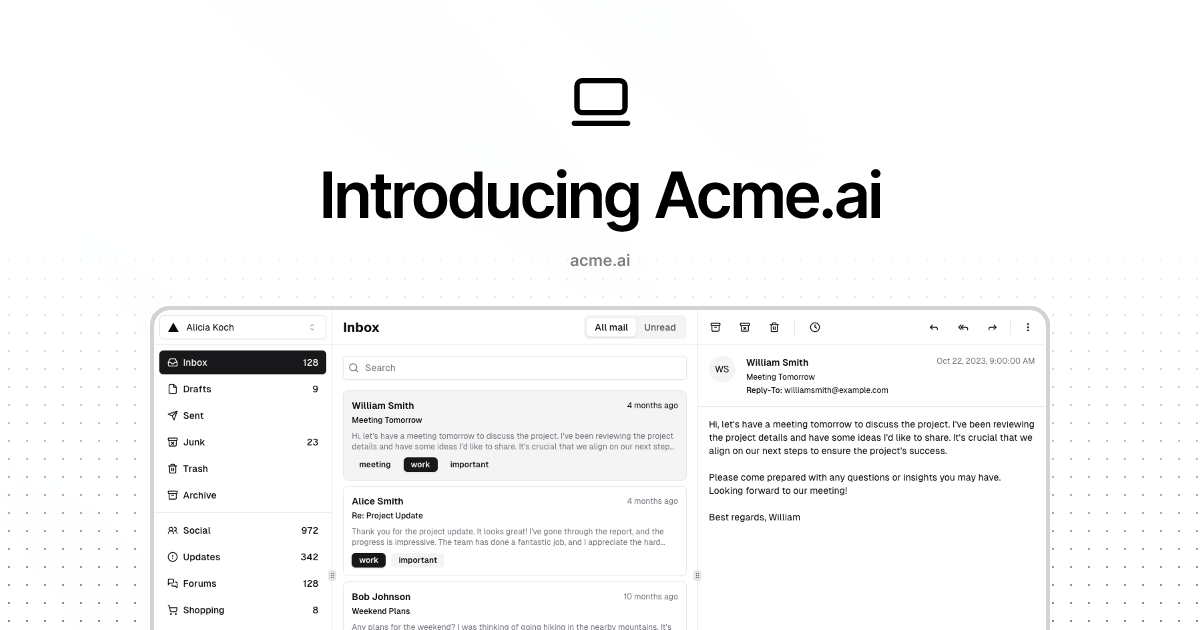 Introducing Acme.ai
acme.ai
Alicia Koch
Inbox 128
Drafts 9
Sent
Junk 23
Trash
Archive
Social 972
Updates 342
Forums 128
Shopping 8
Inbox
All mail Unread
Search
William Smith 4 months ago
Meeting Tomorrow
Hi, let's have a meeting tomorrow to discuss the project. I've been reviewing the project
details and have some ideas I'd like to share. It's crucial that we align on our next step...
meeting work important
Alice Smith 4 months ago
Re: Project Update
Thank you for the project update. It looks great! I've gone through the report, and the
progress is impressive. The team has done a fantastic job, and I appreciate the hard...
work important
Bob Johnson 10 months ago
Weekend Plans
Any plans for the weekend? I was thinking of going hiking in the nearby mountains. It's
WS
William Smith Oct 22, 2023, 9:00:00 AM
Meeting Tomorrow
Reply-To: williamsmith@example.com
Hi, let's have a meeting tomorrow to discuss the project. I've been reviewing
the project details and have some ideas I'd like to share. It's crucial that we
align on our next steps to ensure the project's success.
Please come prepared with any questions or insights you may have.
Looking forward to our meeting!
Best regards, William